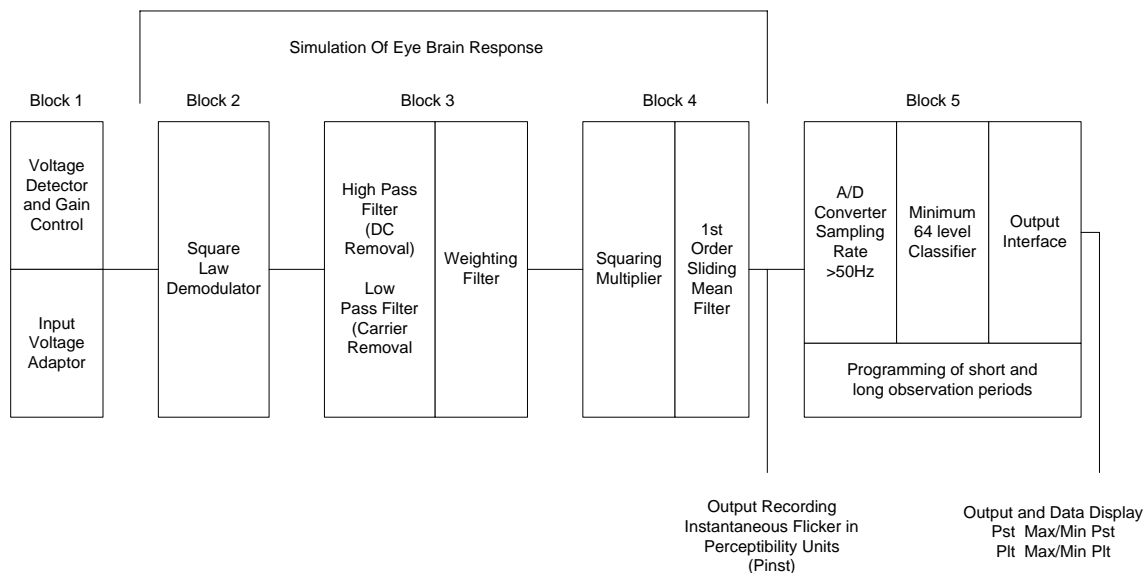 Simulation Of Eye Brain Response
Block 1
Block 2
Block 3
Block 4
Block 5
Voltage
Detector
and Gain
Control
Input
Voltage
Adaptor
Square
Law
Demodulator
High Pass
Filter
(DC
Removal)
Low
Pass Filter
(Carrier
Removal
Weighting
Filter
Squaring
Multiplier
1st
Order
Sliding
Mean
Filter
A/D
Converter
Sampling
Rate
>50Hz
Minimum
64 level
Classifier
Output
Interface
Programming of short and
long observation periods
Output Recording
Instantaneous Flicker in
Perceptibility Units
(Pinst)
Output and Data Display
Pst Max/Min Pst
Plt Max/Min Plt